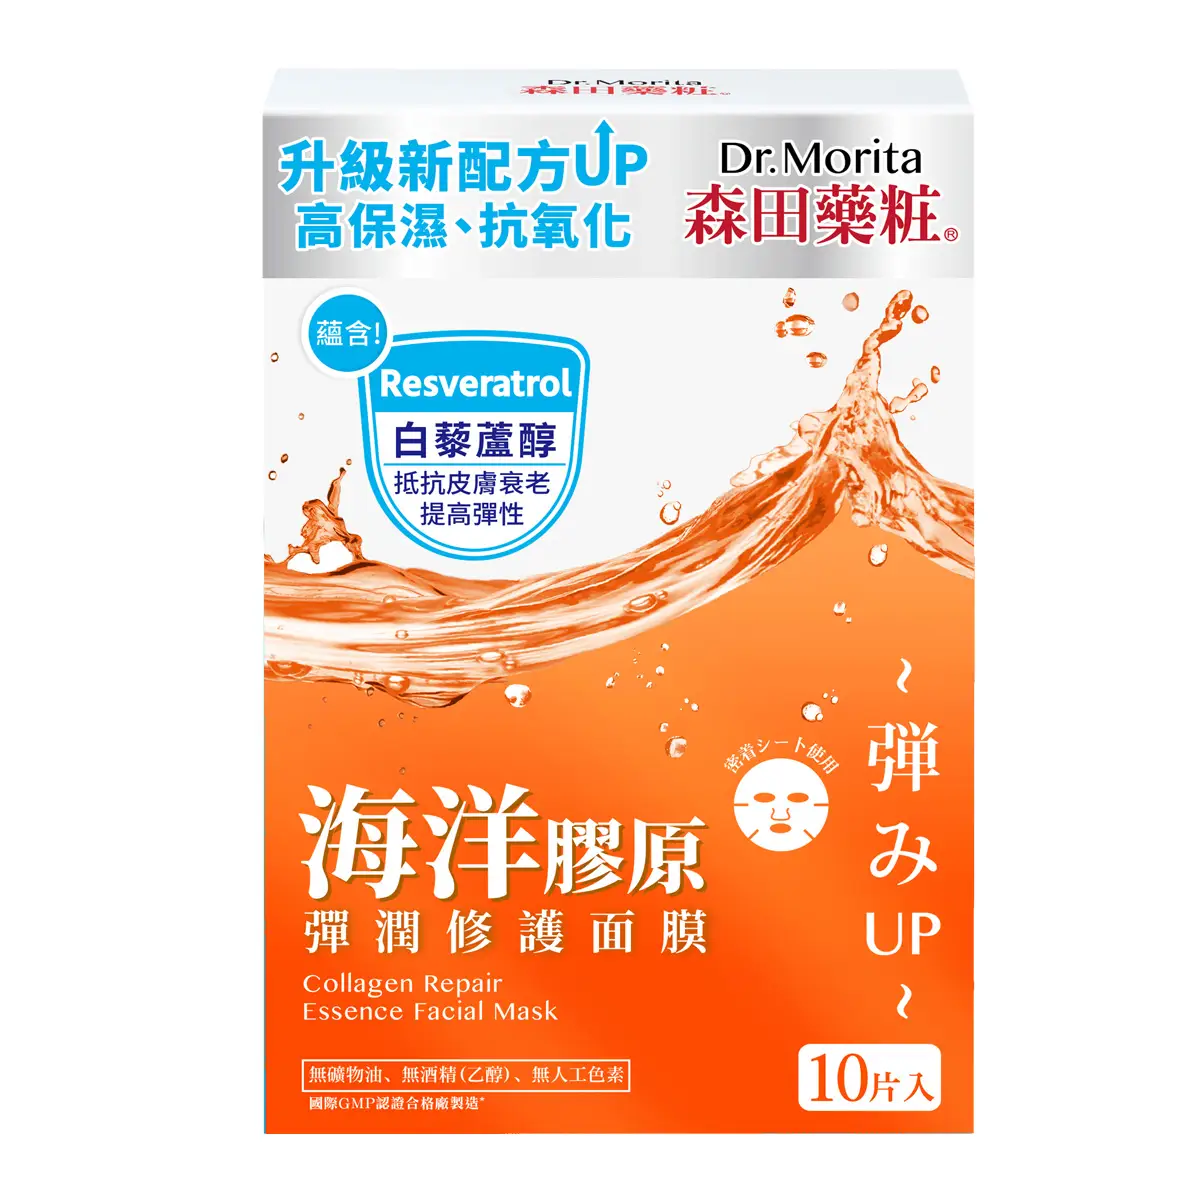 Dr.Morita
森田藥粧®
升級新配方UP
高保濕、抗氧化
Dr.Morita
森田藥粧®
蘊含!
Resveratrol
白藜蘆醇
抵抗皮膚衰老
提高彈性
密着シート使用
~弾みUP~
海洋膠原
彈潤修護面膜
Collagen Repair
Essence Facial Mask
無礦物油、無酒精(乙醇)、無人工色素
國際GMP認證合格廠製造*
10片入